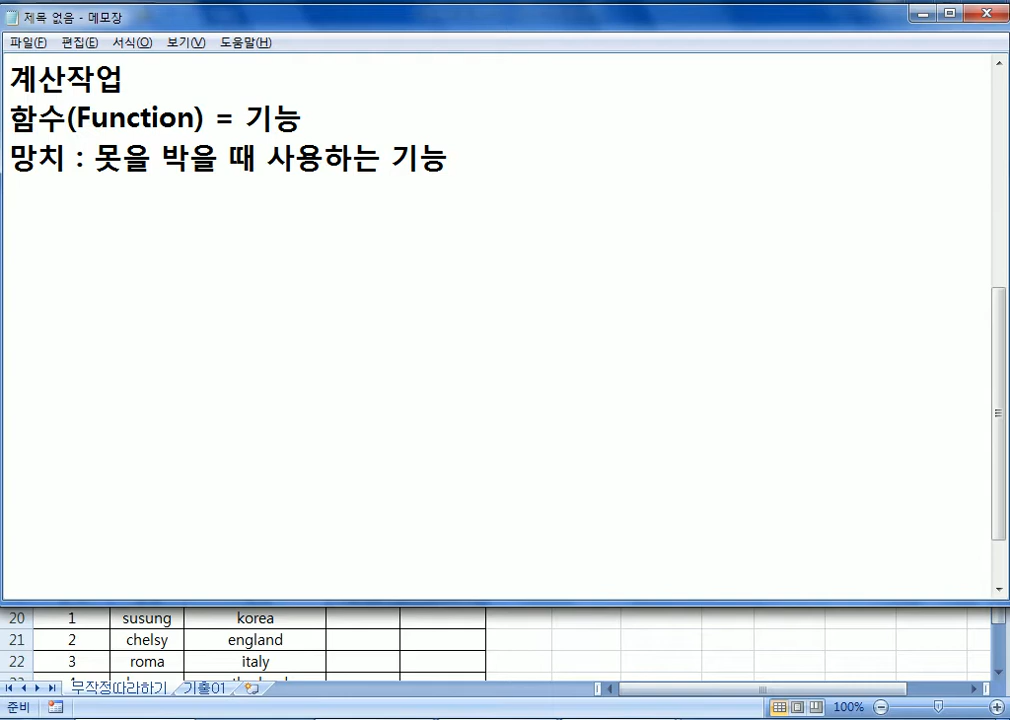 제목 없음 - 메모장
파일(F) 편집(E) 서식(O) 보기(V) 도움말(H)
계산작업
함수(Function) = 기능
망치 : 못을 박을 때 사용하는 기능
20 1 susung korea
21 2 chelsy england
22 3 roma italy
무작정따라하기 기출01
준비 100%